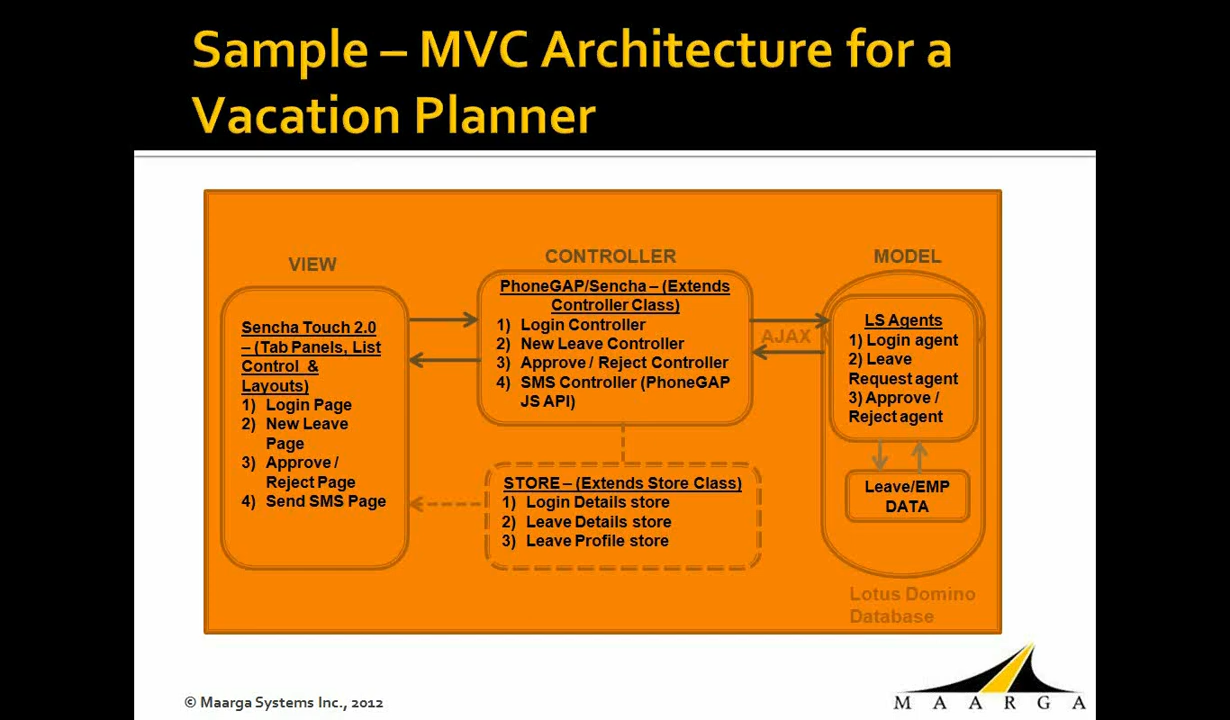 Sample – MVC Architecture for a
Vacation Planner
VIEW
Sencha Touch 2.0
– (Tab Panels, List
Control &
Layouts)
1) Login Page
2) New Leave
Page
3) Approve /
Reject Page
4) Send SMS Page
CONTROLLER
PhoneGAP/Sencha – (Extends
Controller Class)
1) Login Controller
2) New Leave Controller
3) Approve / Reject Controller
4) SMS Controller (PhoneGAP
JS API)
STORE – (Extends Store Class)
1) Login Details store
2) Leave Details store
3) Leave Profile store
AJAX
MODEL
LS Agents
1) Login agent
2) Leave
Request agent
3) Approve /
Reject agent
Leave/EMP
DATA
Lotus Domino
Database
© Maarga Systems Inc., 2012
MAARGA